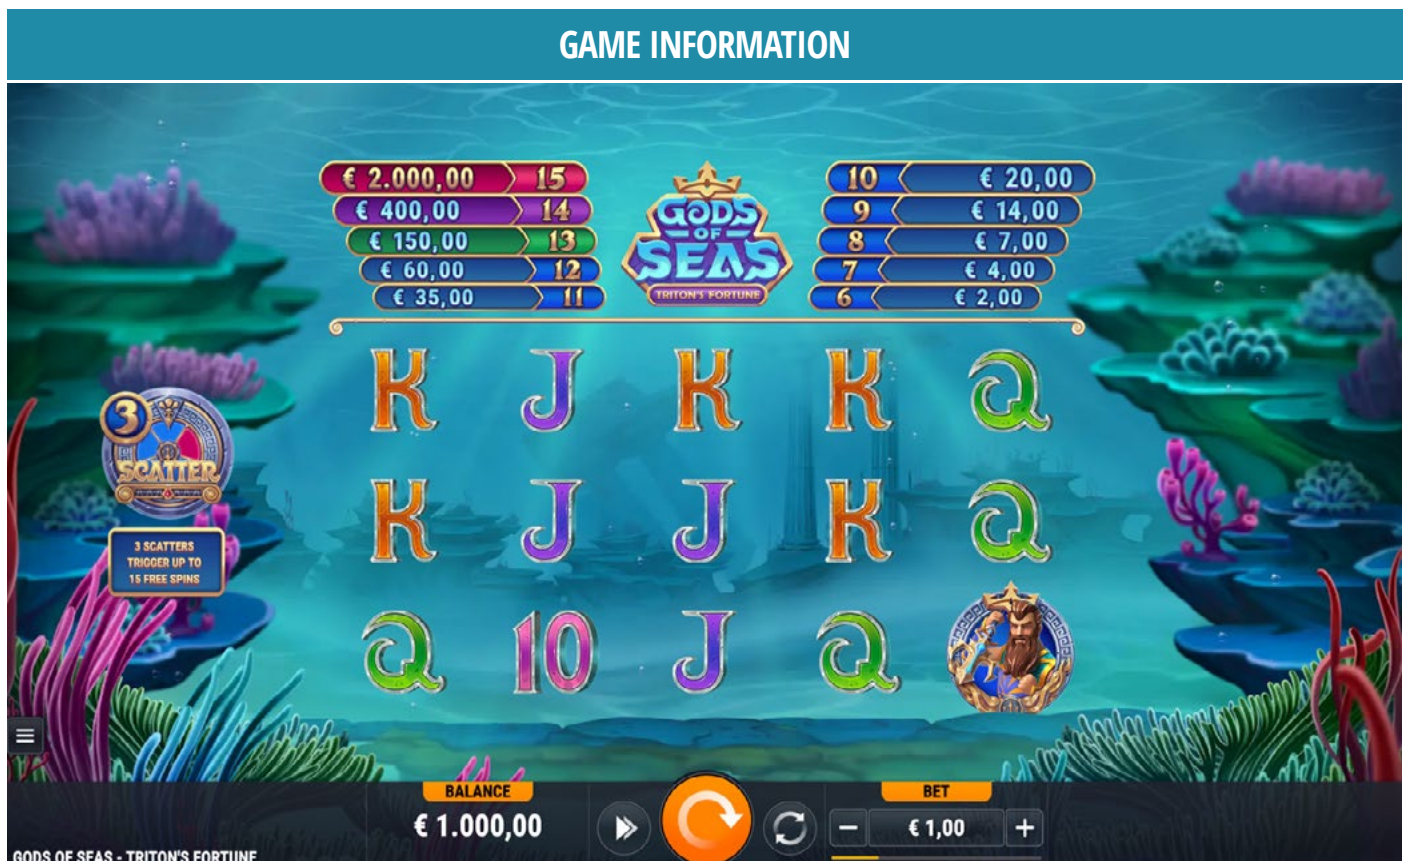 GAME INFORMATION
€ 2.000,00 15
€ 400,00 14
€ 150,00 13
€ 60,00 12
€ 35,00 11
GODS
OF
SEAS
TRITON'S FORTUNE
10 € 20,00
9 € 14,00
8 € 7,00
7 € 4,00
6 € 2,00
K J K K Q
K J J K Q
Q 10 J Q
3
SCATTER
3 SCATTERS
TRIGGER UP TO
15 FREE SPINS
BALANCE
€ 1.000,00
BET
€ 1,00
GODS OF SEAS - TRITON'S FORTUNE